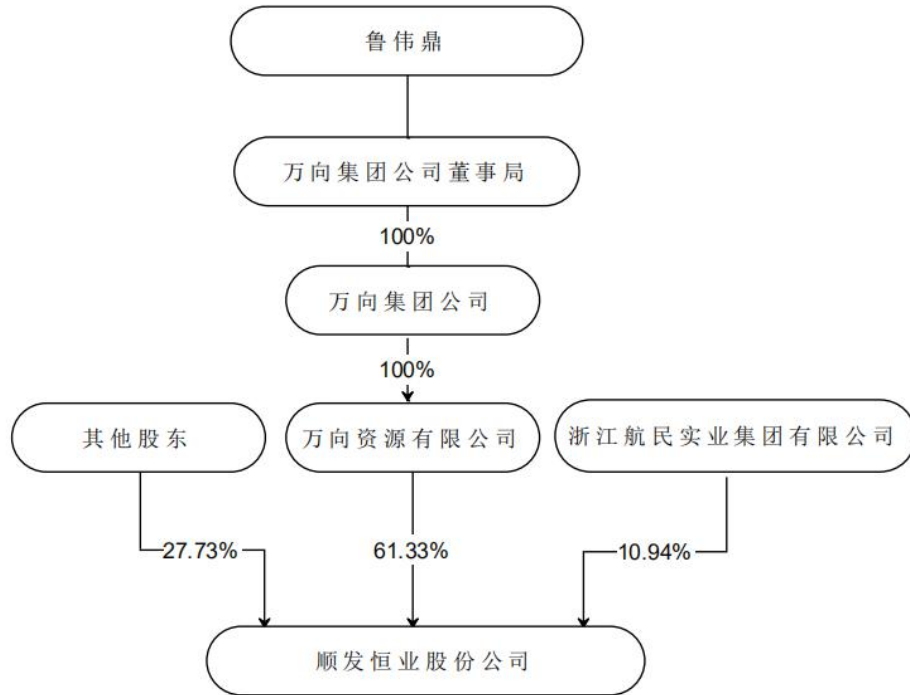 鲁伟鼎
万向集团公司董事局
100%
万向集团公司
100%
其他股东
万向资源有限公司
浙江航民实业集团有限公司
27.73%
61.33%
10.94%
顺发恒业股份公司